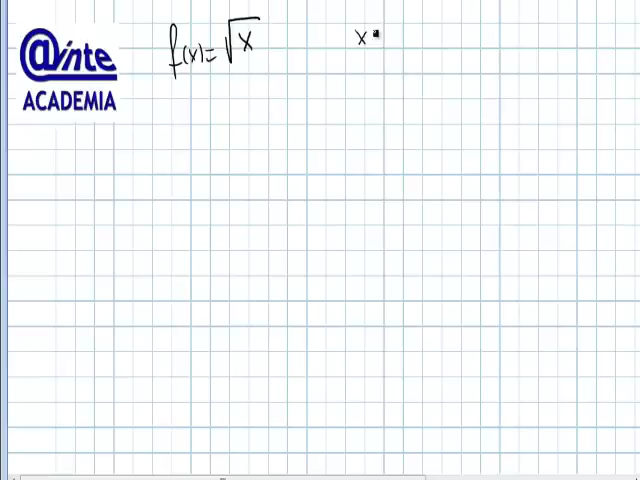 @inte
ACADEMIA
f(x)=√x
x